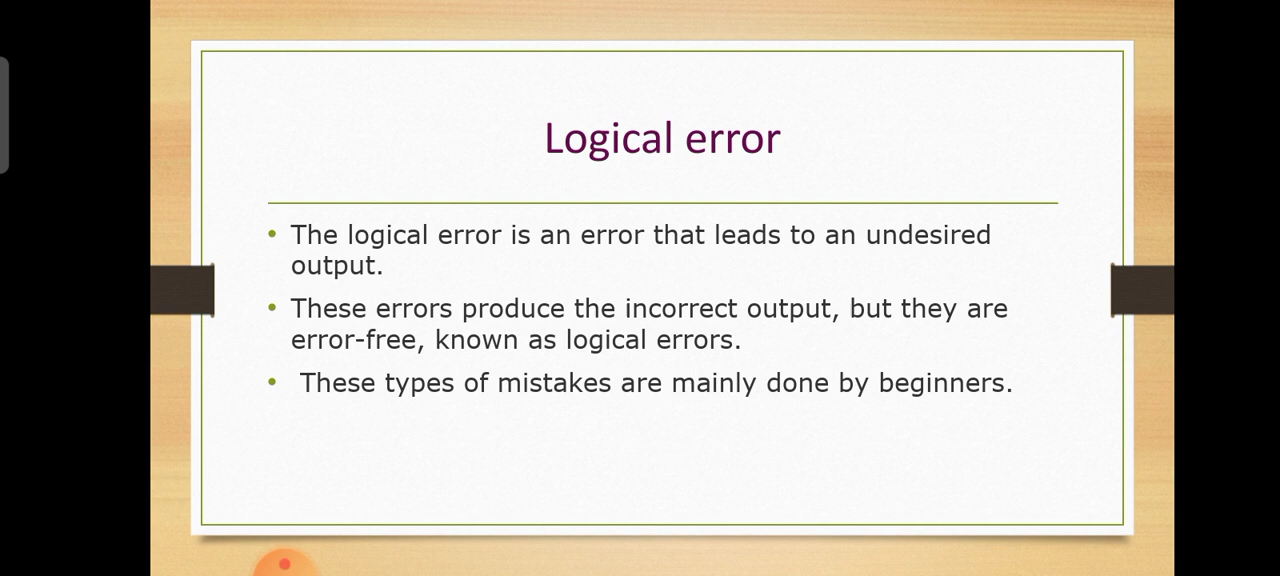 Logical error
• The logical error is an error that leads to an undesired
output.
• These errors produce the incorrect output, but they are
error-free, known as logical errors.
• These types of mistakes are mainly done by beginners.